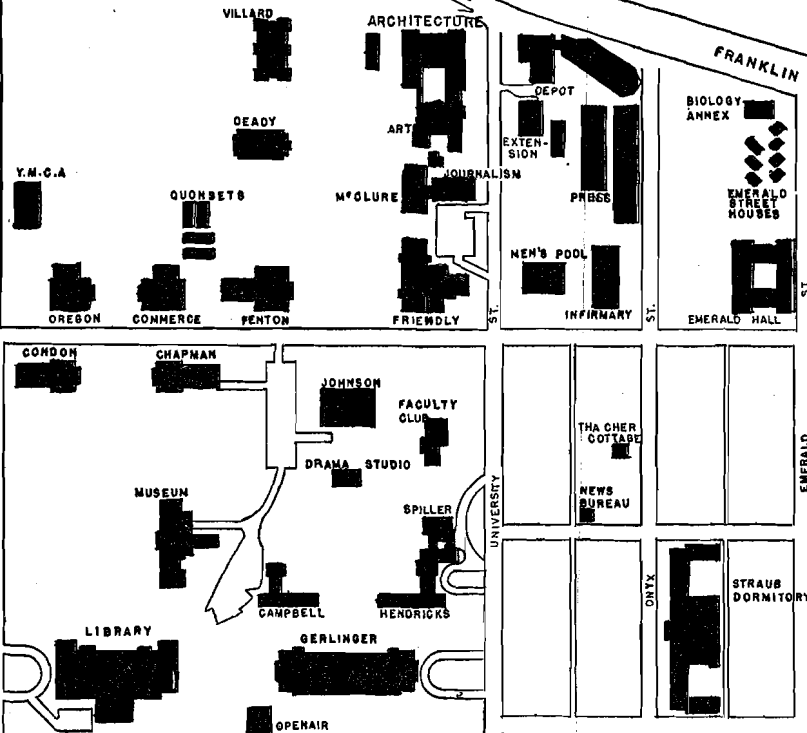 VILLARD
ARCHITECTURE
FRANKLIN
DEPOT
BIOLOGY
ANNEX
DEADY
ART
EXTEN-
SION
Y.M.C.A
QUONSETS
McCLURE
JOURNALISM
PRESS
EMERALD
STREET
HOUSES
MEN'S POOL
ST.
ST.
ST.
OREGON
COMMERCE
FENTON
FRIENDLY
INFIRMARY
EMERALD HALL
CONDON
CHAPMAN
JOHNSON
FACULTY
CLUB
THACHER
COTTAGE
DRAMA STUDIO
EMERALD
MUSEUM
NEWS
BUREAU
SPILLER
UNIVERSITY
ONYX
STRAUB
DORMITORY
CAMPBELL
HENDRICKS
LIBRARY
GERLINGER
OPENAIR